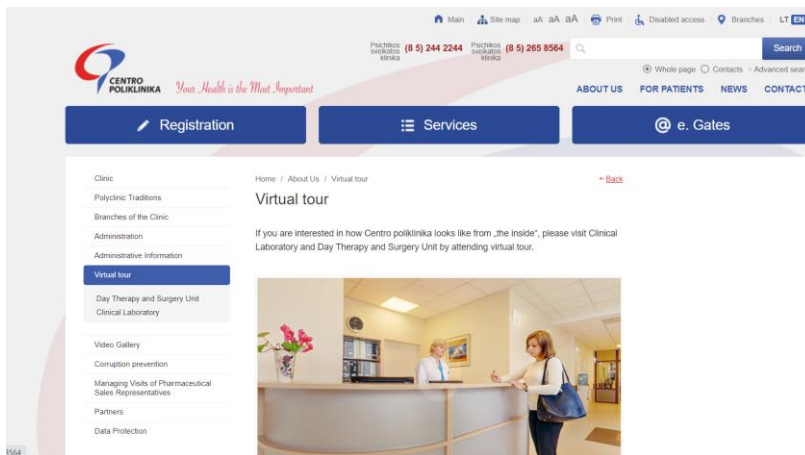 Main Site map aA aA aA Print Disabled access Branches LT EN
Psichikos sveikatos klinika (8 5) 244 2244 Psichikos sveikatos klinika (8 5) 265 8564 Search
Whole page Contacts Advanced sear
CENTRO
POLIKLINIKA Your Health is the Most Important
ABOUT US FOR PATIENTS NEWS CONTACT
Registration Services @ e. Gates
Clinic
Polyclinic Traditions
Branches of the Clinic
Administration
Administrative Information
Virtual tour
Day Therapy and Surgery Unit
Clinical Laboratory
Video Gallery
Corruption prevention
Managing Visits of Pharmaceutical
Sales Representatives
Partners
Data Protection
Home / About Us / Virtual tour
Back
Virtual tour
If you are interested in how Centro poliklinika looks like from „the inside“, please visit Clinical
Laboratory and Day Therapy and Surgery Unit by attending virtual tour.
8564